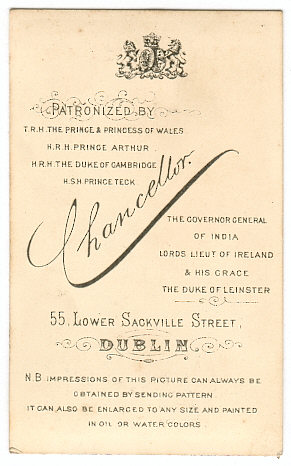 PATRONIZED BY
T.R.H. THE PRINCE & PRINCESS OF WALES
H.R.H. PRINCE ARTHUR.
H.R.H. THE DUKE OF CAMBRIDGE
H.S.H PRINCE TECK.
Chancellor.
THE GOVERNOR GENERAL
OF INDIA
LORDS LIEUT OF IRELAND
& HIS GRACE
THE DUKE OF LEINSTER
55, LOWER SACKVILLE STREET,
DUBLIN
N.B. IMPRESSIONS OF THIS PICTURE CAN ALWAYS BE
OBTAINED BY SENDING PATTERN.
IT CAN ALSO BE ENLARGED TO ANY SIZE AND PAINTED
IN OIL OR WATER COLORS.